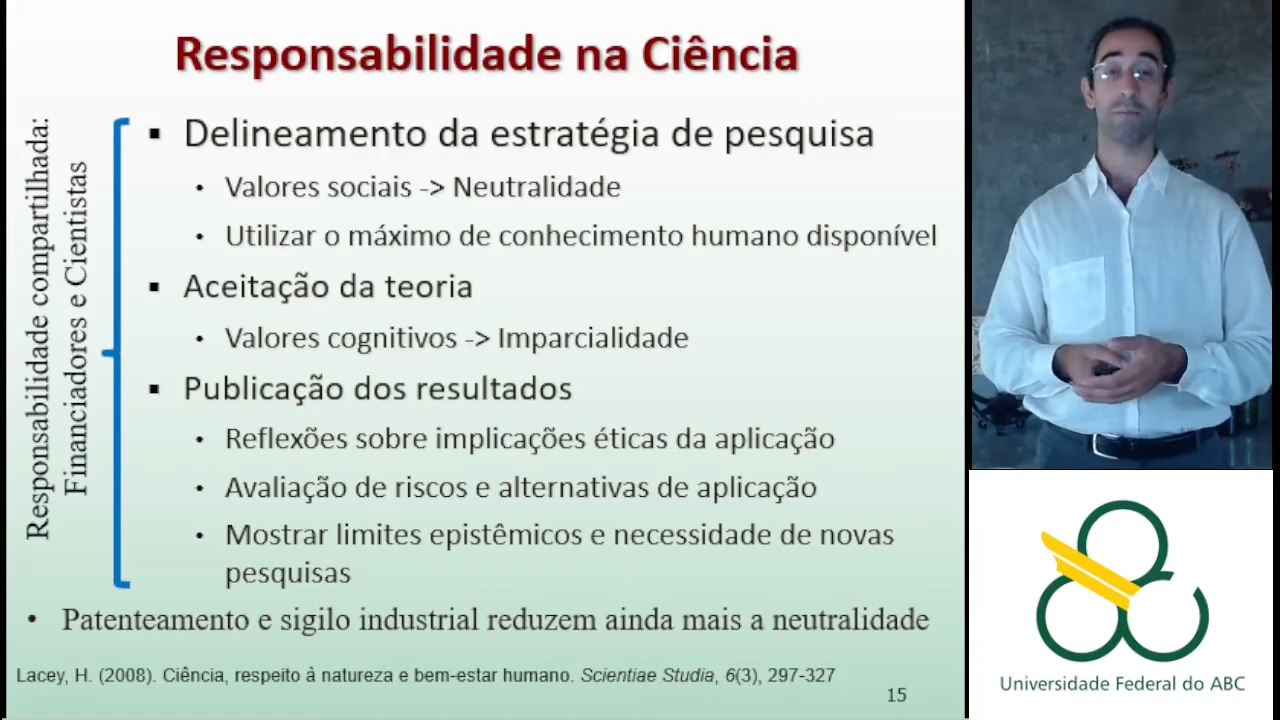 Responsabilidade na Ciência
Responsabilidade compartilhada:
Financiadores e Cientistas
▪ Delineamento da estratégia de pesquisa
• Valores sociais -> Neutralidade
• Utilizar o máximo de conhecimento humano disponível
▪ Aceitação da teoria
• Valores cognitivos -> Imparcialidade
▪ Publicação dos resultados
• Reflexões sobre implicações éticas da aplicação
• Avaliação de riscos e alternativas de aplicação
• Mostrar limites epistêmicos e necessidade de novas
pesquisas
• Patenteamento e sigilo industrial reduzem ainda mais a neutralidade
Lacey, H. (2008). Ciência, respeito à natureza e bem-estar humano. Scientiae Studia, 6(3), 297-327
15
Universidade Federal do ABC